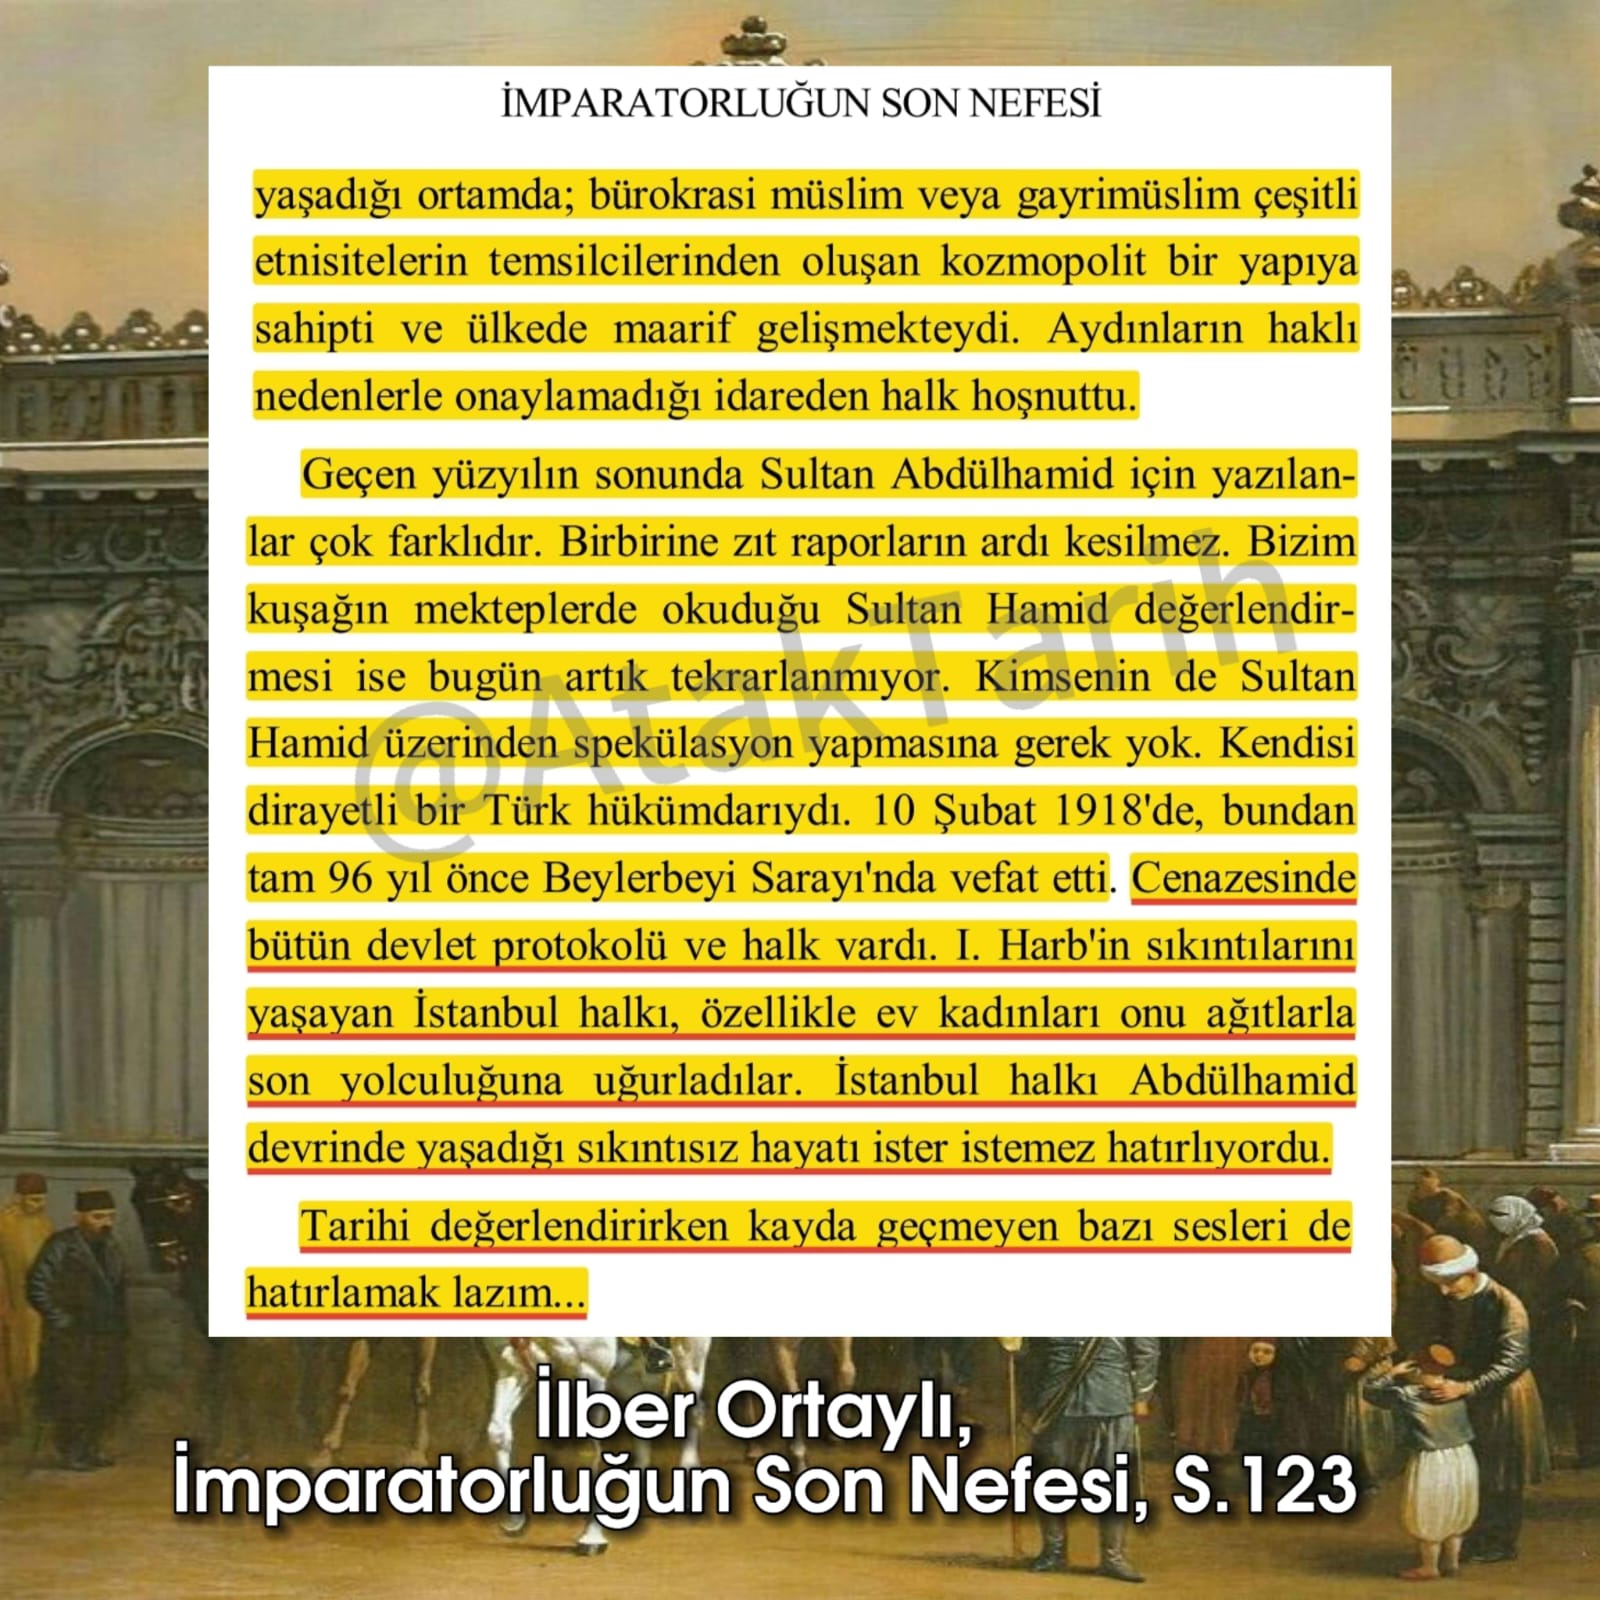 İMPARATORLUĞUN SON NEFESİ
yaşadığı ortamda; bürokrasi müslim veya gayrimüslim çeşitli
etnisitelerin temsilcilerinden oluşan kozmopolit bir yapıya
sahipti ve ülkede maarif gelişmekteydi. Aydınların haklı
nedenlerle onaylamadığı idareden halk hoşnuttu.
Geçen yüzyılın sonunda Sultan Abdülhamid için yazılan-
lar çok farklıdır. Birbirine zıt raporların ardı kesilmez. Bizim
kuşağın mekteplerde okuduğu Sultan Hamid değerlendir-
mesi ise bugün artık tekrarlanmıyor. Kimsenin de Sultan
Hamid üzerinden spekülasyon yapmasına gerek yok. Kendisi
dirayetli bir Türk hükümdarıydı. 10 Şubat 1918'de, bundan
tam 96 yıl önce Beylerbeyi Sarayı'nda vefat etti. Cenazesinde
bütün devlet protokolü ve halk vardı. I. Harb'in sıkıntılarını
yaşayan İstanbul halkı, özellikle ev kadınları onu ağıtlarla
son yolculuğuna uğurladılar. İstanbul halkı Abdülhamid
devrinde yaşadığı sıkıntısız hayatı ister istemez hatırlıyordu.
Tarihi değerlendirirken kayda geçmeyen bazı sesleri de
hatırlamak lazım...
@AtakTarih
İlber Ortaylı,
İmparatorluğun Son Nefesi, S.123